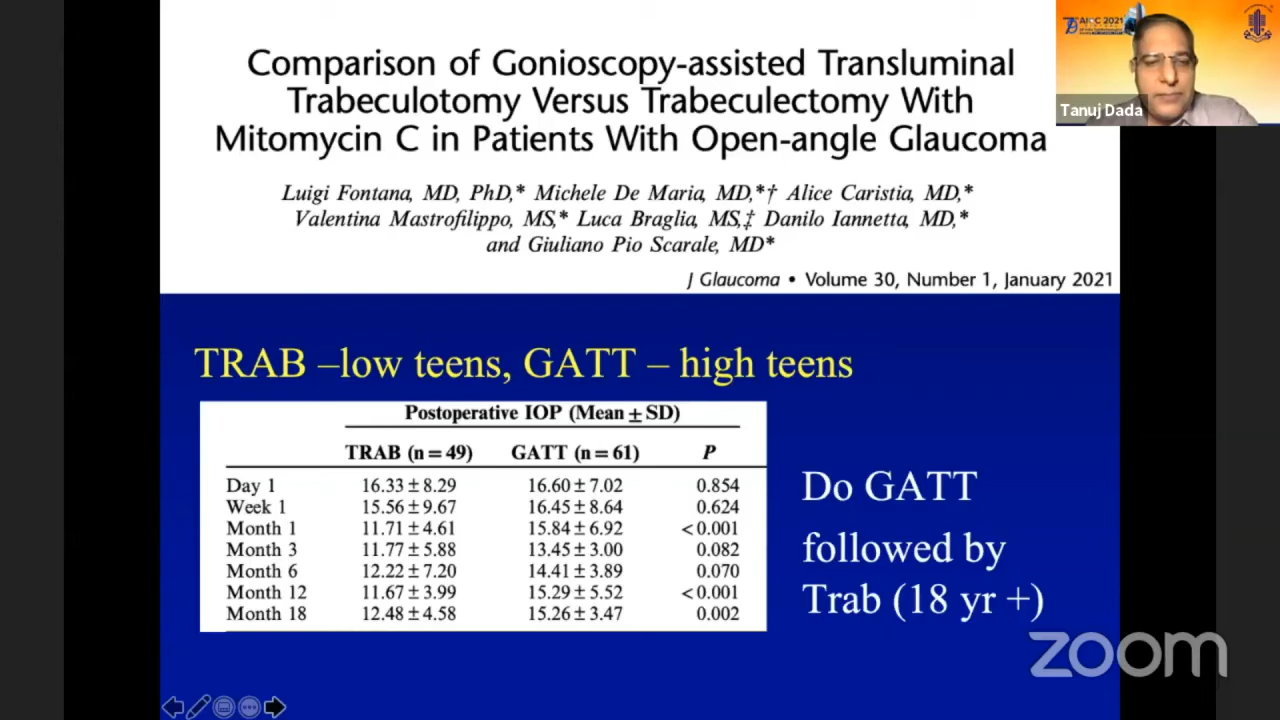 Comparison of Gonioscopy-assisted Transluminal
Trabeculotomy Versus Trabeculectomy With
Mitomycin C in Patients With Open-angle Glaucoma
Luigi Fontana, MD, PhD,* Michele De Maria, MD,*† Alice Caristia, MD,*
Valentina Mastrofilippo, MS,* Luca Braglia, MS,‡ Danilo Iannetta, MD,*
and Giuliano Pio Scarale, MD*
J Glaucoma • Volume 30, Number 1, January 2021
AIOC 2021
Tanuj Dada
TRAB –low teens, GATT – high teens
Postoperative IOP (Mean ± SD)
TRAB (n = 49) GATT (n = 61) P
Day 1 16.33 ± 8.29 16.60 ± 7.02 0.854
Week 1 15.56 ± 9.67 16.45 ± 8.64 0.624
Month 1 11.71 ± 4.61 15.84 ± 6.92 < 0.001
Month 3 11.77 ± 5.88 13.45 ± 3.00 0.082
Month 6 12.22 ± 7.20 14.41 ± 3.89 0.070
Month 12 11.67 ± 3.99 15.29 ± 5.52 < 0.001
Month 18 12.48 ± 4.58 15.26 ± 3.47 0.002
Do GATT
followed by
Trab (18 yr +)
zoom